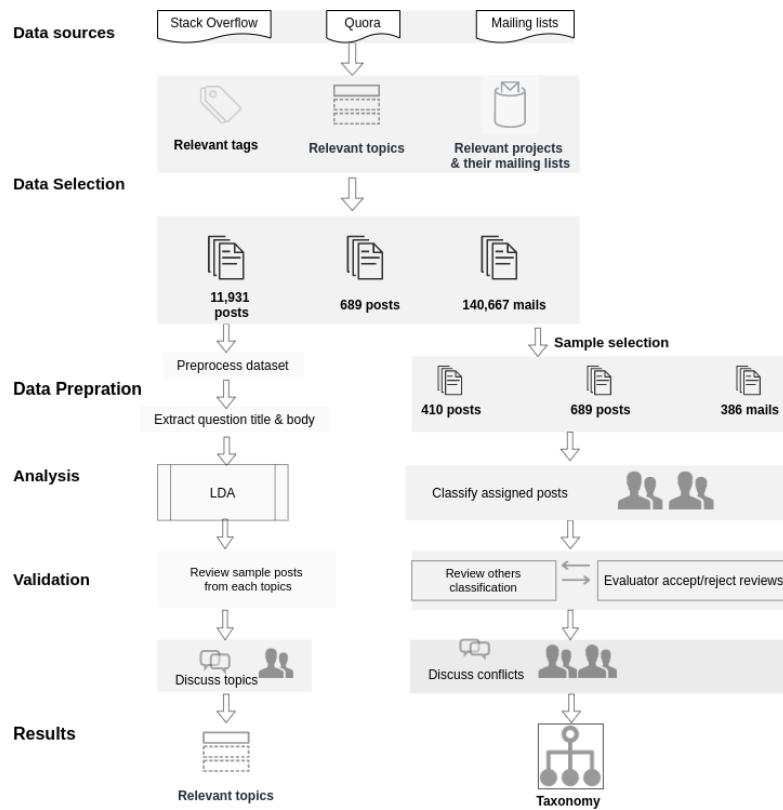 Data sources
Stack Overflow
Quora
Mailing lists
Relevant tags
Relevant topics
Relevant projects
& their mailing lists
Data Selection
11,931
posts
689 posts
140,667 mails
Sample selection
Preprocess dataset
Data Prepration
410 posts
689 posts
386 mails
Extract question title & body
Analysis
LDA
Classify assigned posts
Validation
Review sample posts
from each topics
Review others
classification
Evaluator accept/reject reviews
Discuss topics
Discuss conflicts
Results
Relevant topics
Taxonomy